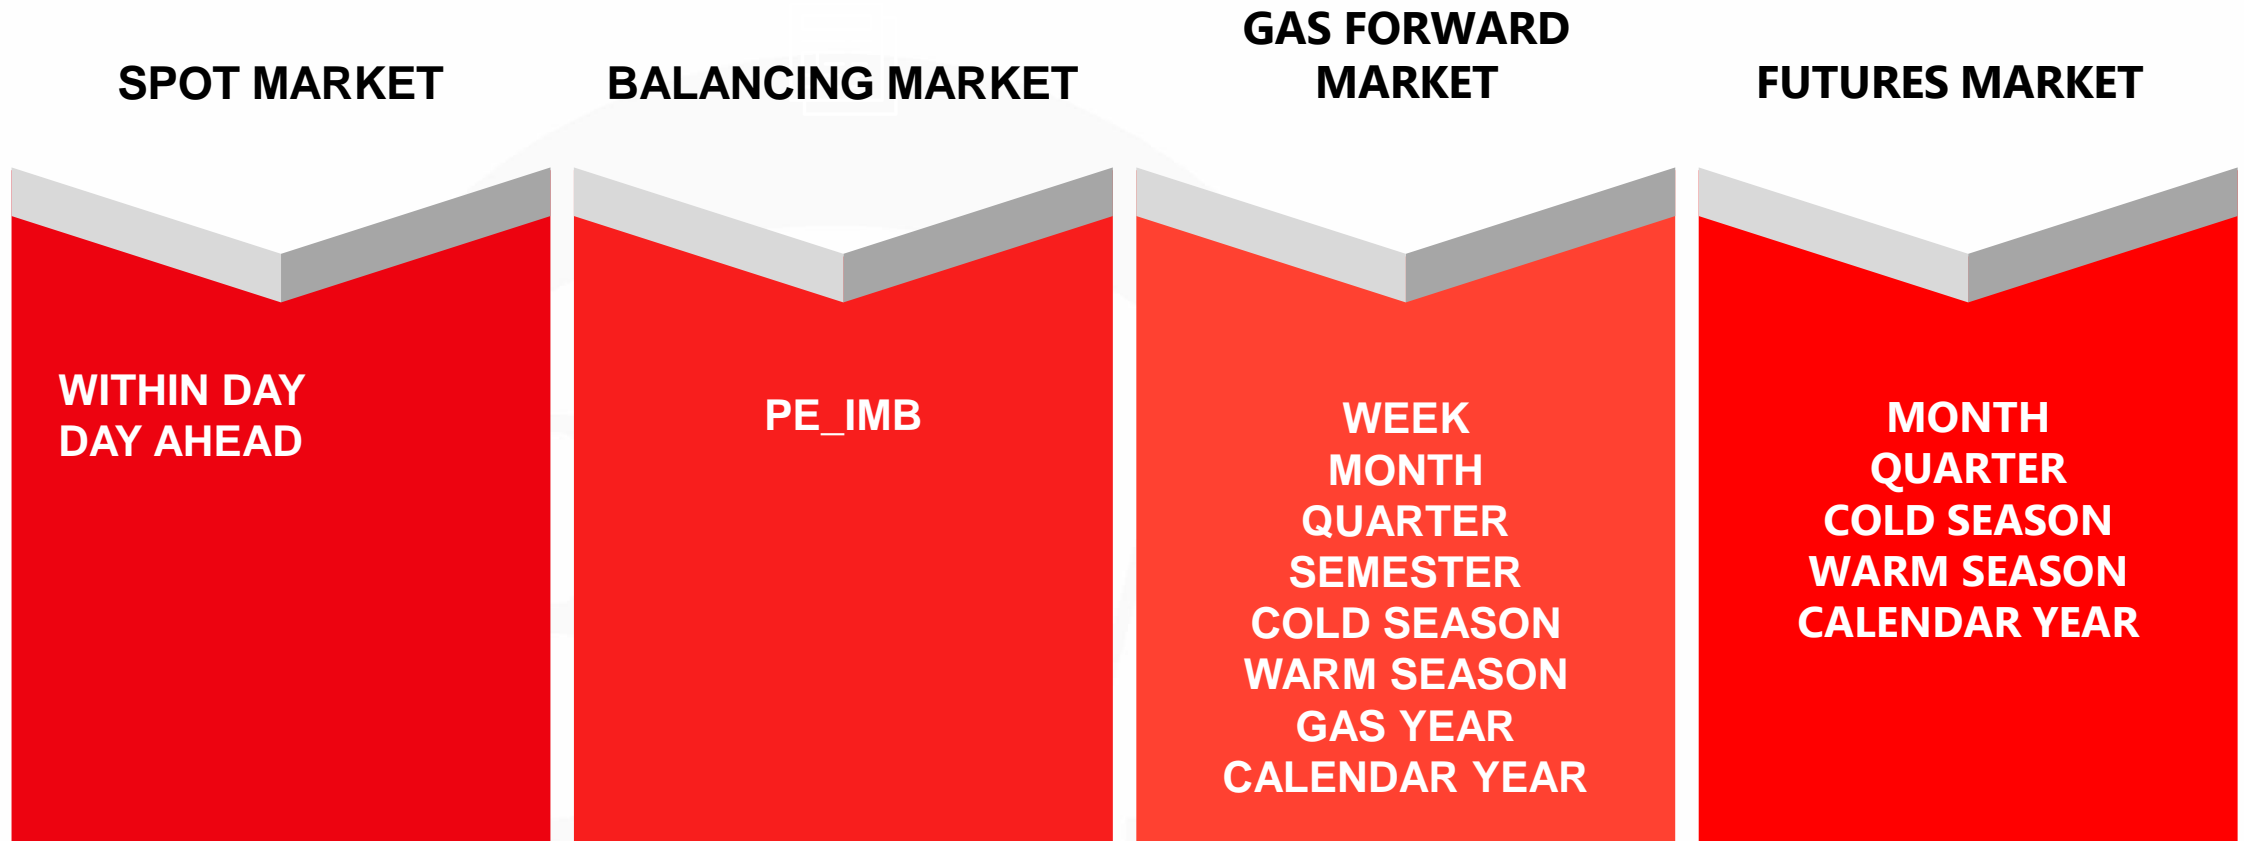 SPOT MARKET
WITHIN DAY
DAY AHEAD
BALANCING MARKET
PE_IMB
GAS FORWARD
MARKET
WEEK
MONTH
QUARTER
SEMESTER
COLD SEASON
WARM SEASON
GAS YEAR
CALENDAR YEAR
FUTURES MARKET
MONTH
QUARTER
COLD SEASON
WARM SEASON
CALENDAR YEAR